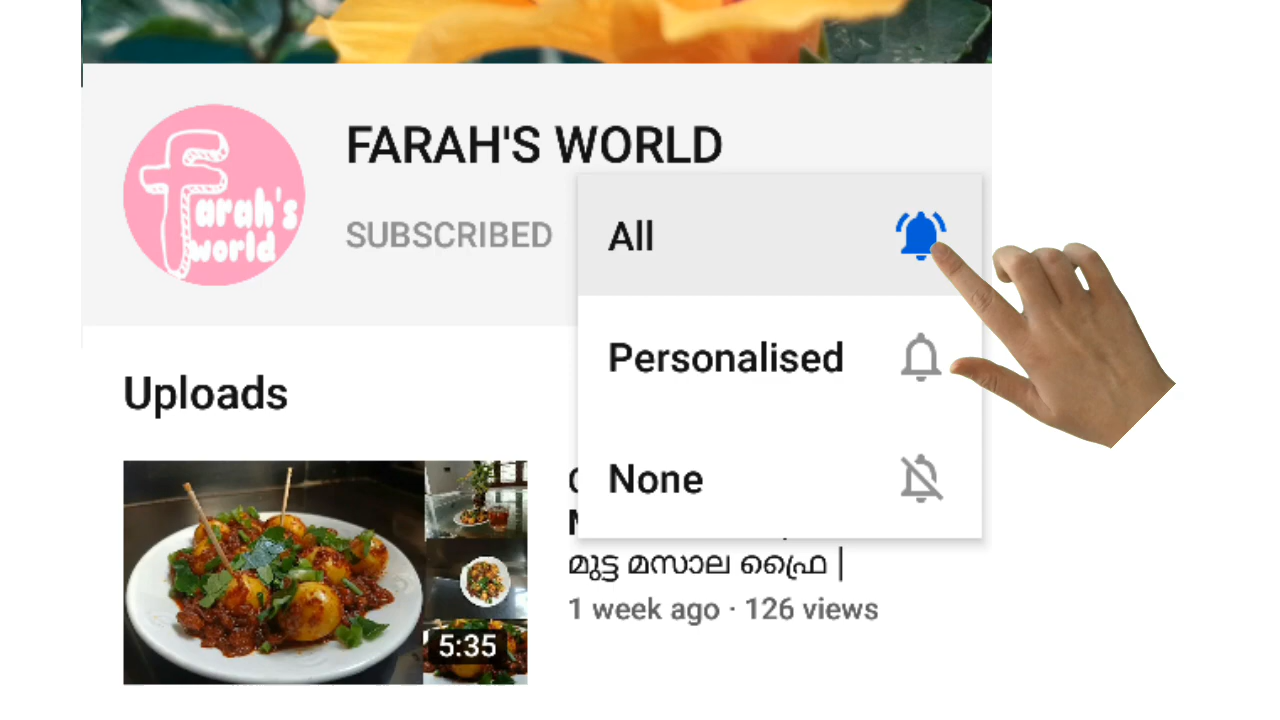 FARAH'S WORLD
farah's
world
SUBSCRIBED
All
Personalised
None
Uploads
മുട്ട മസാല ഫ്രൈ |
1 week ago · 126 views
5:35